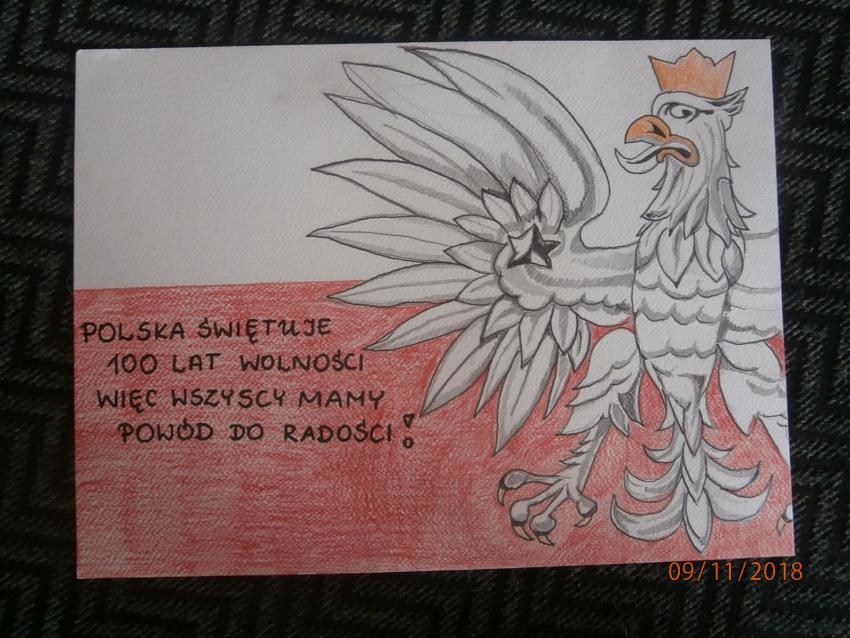 POLSKA ŚWIĘTUJE
100 LAT WOLNOŚCI
WIĘC WSZYSCY MAMY
POWÓD DO RADOŚCI!
09/11/2018